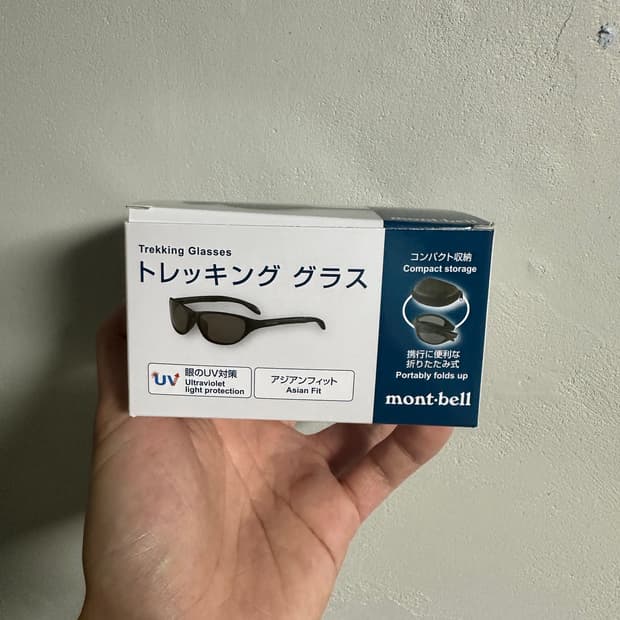 mont-bell
Trekking Glasses
トレッキング グラス
UV
眼のUV対策
Ultraviolet
light protection
アジアンフィット
Asian Fit
コンパクト収納
Compact storage
携行に便利な
折りたたみ式
Portably folds up
mont-bell